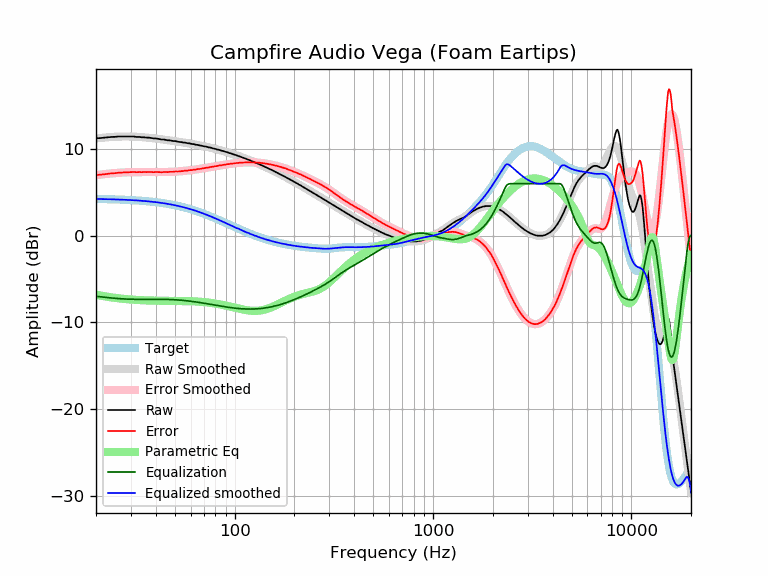 Campfire Audio Vega (Foam Eartips)
Amplitude (dBr)
10
0
−10
−20
−30
Target
Raw Smoothed
Error Smoothed
Raw
Error
Parametric Eq
Equalization
Equalized smoothed
100 1000 10000
Frequency (Hz)